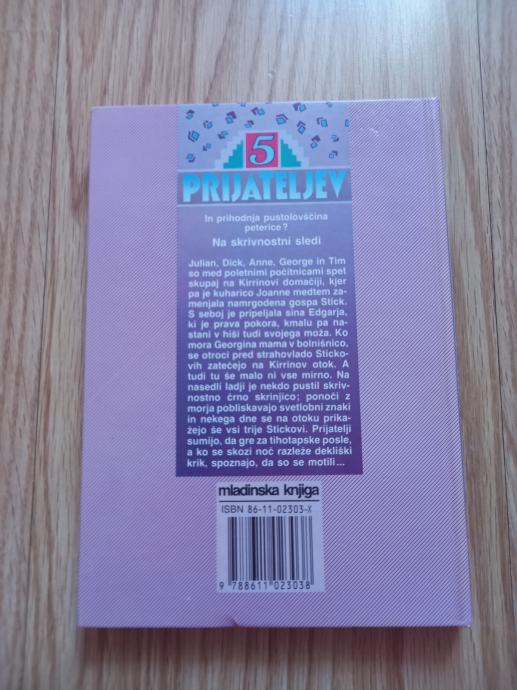 5
PRIJATELJEV
In prihodnja pustolovščina
peterice?
Na skrivnostni sledi
Julian, Dick, Anne, George in Tim
so med poletnimi počitnicami spet
skupaj na Kirrinovi domačiji, kjer
pa je kuharico Joanne medtem za-
menjala namrgodena gospa Stick.
S seboj je pripeljala sina Edgarja,
ki je prava pokora, kmalu pa na-
stani v hiši tudi svojega moža. Ko
mora Georgina mama v bolnišnico,
se otroci pred strahovlado Sticko-
vih zatečejo na Kirrinov otok. A
tudi tu še malo ni vse mirno. Na
nasedli ladji je nekdo pustil skriv-
nostno črno skrinjico; ponoči z
morja pobliskavajo svetlobni znaki
in nekega dne se na otoku prika-
žejo še vsi trije Stickovi. Prijatelji
sumijo, da gre za tihotapske posle,
a ko se skozi noč razleže dekliški
krik, spoznajo, da so se motili...
mladinska knjiga
ISBN 86-11-02303-X
9 788611 023038